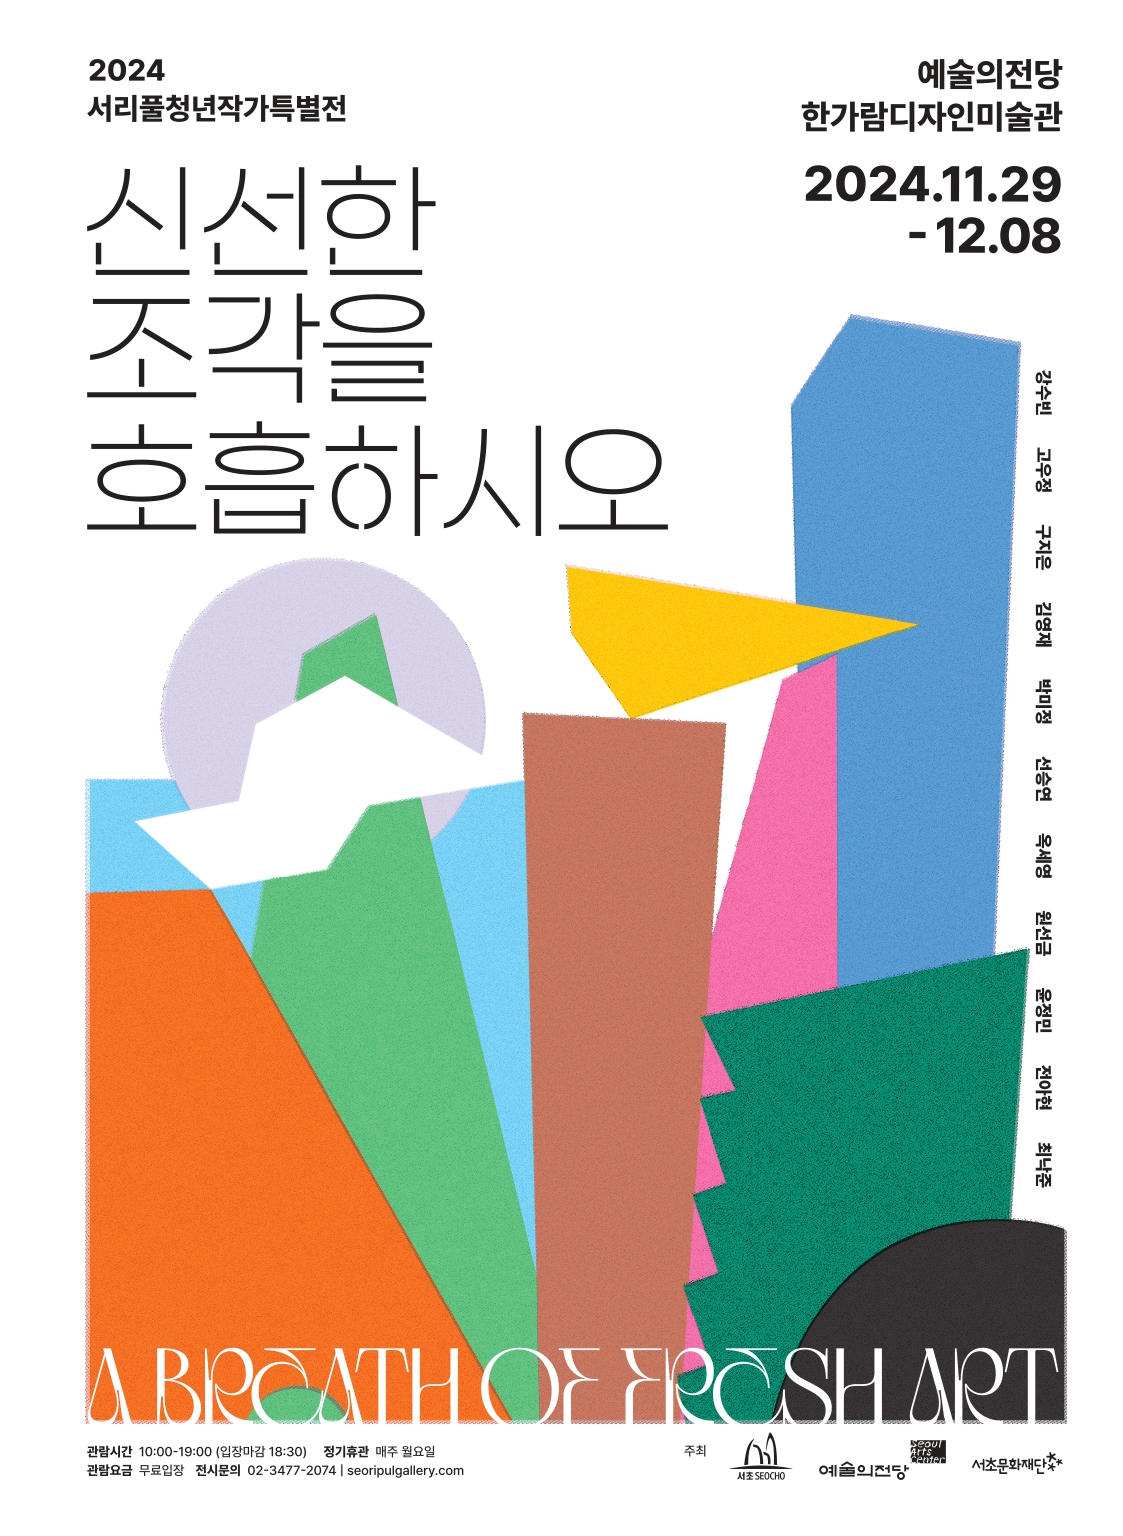 2024
서리풀청년작가특별전
예술의전당
한가람디자인미술관
2024.11.29
- 12.08
신선한
조각을
호흡하시오
강수빈 고우정 구지은 김영재 박미정 선승연 옥세영 원선금 윤정민 전아현 최낙준
A BREATH OF FRESH ART
관람시간 10:00-19:00 (입장마감 18:30) 정기휴관 매주 월요일
관람요금 무료입장 전시문의 02-3477-2074 | seoripulgallery.com
주최
서초 SEOCHO
예술의전당
Seoul
Arts
Center
서초문화재단